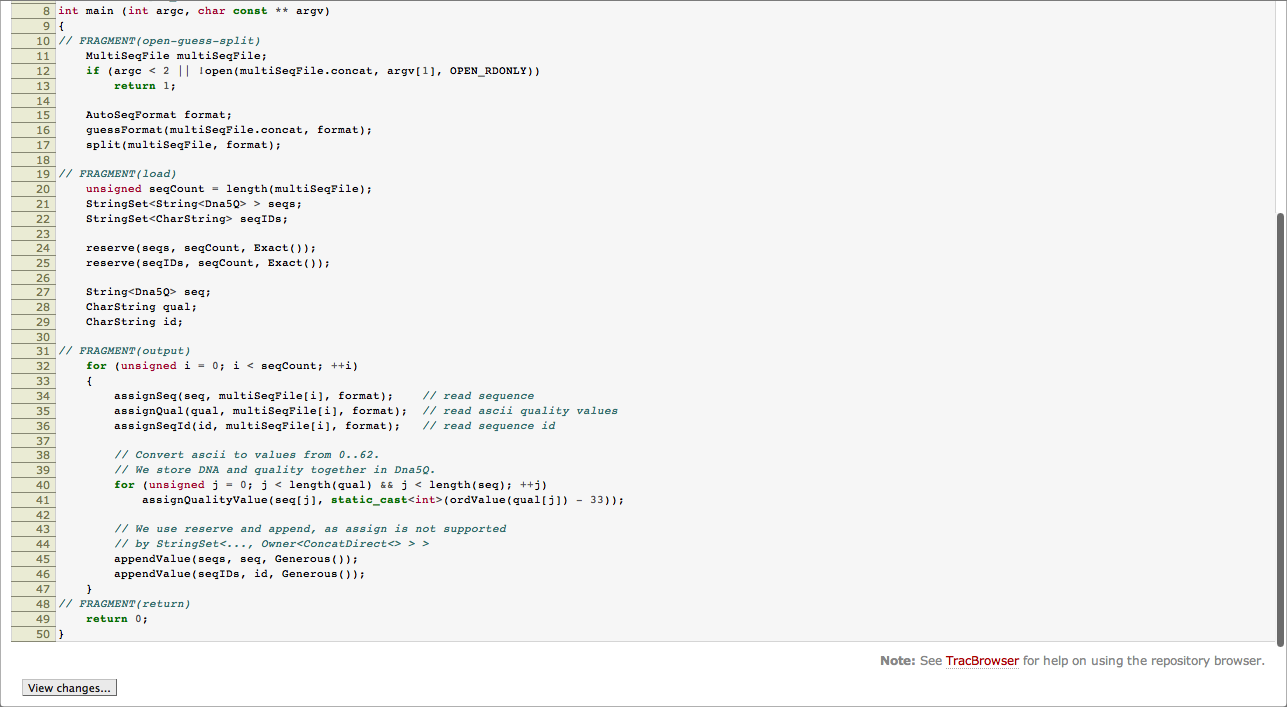 8 int main (int argc, char const ** argv)
9 {
10 // FRAGMENT(open-guess-split)
11     MultiSeqFile multiSeqFile;
12     if (argc < 2 || !open(multiSeqFile.concat, argv[1], OPEN_RDONLY))
13         return 1;
14
15     AutoSeqFormat format;
16     guessFormat(multiSeqFile.concat, format);
17     split(multiSeqFile, format);
18
19 // FRAGMENT(load)
20     unsigned seqCount = length(multiSeqFile);
21     StringSet<String<Dna5Q> > seqs;
22     StringSet<CharString> seqIDs;
23
24     reserve(seqs, seqCount, Exact());
25     reserve(seqIDs, seqCount, Exact());
26
27     String<Dna5Q> seq;
28     CharString qual;
29     CharString id;
30
31 // FRAGMENT(output)
32     for (unsigned i = 0; i < seqCount; ++i)
33     {
34         assignSeq(seq, multiSeqFile[i], format);    // read sequence
35         assignQual(qual, multiSeqFile[i], format);  // read ascii quality values
36         assignSeqId(id, multiSeqFile[i], format);   // read sequence id
37
38         // Convert ascii to values from 0..62.
39         // We store DNA and quality together in Dna5Q.
40         for (unsigned j = 0; j < length(qual) && j < length(seq); ++j)
41             assignQualityValue(seq[j], static_cast<int>(ordValue(qual[j]) - 33));
42
43         // We use reserve and append, as assign is not supported
44         // by StringSet<..., Owner<ConcatDirect<> > >
45         appendValue(seqs, seq, Generous());
46         appendValue(seqIDs, id, Generous());
47     }
48 // FRAGMENT(return)
49     return 0;
50 }
Note: See TracBrowser for help on using the repository browser.
View changes...